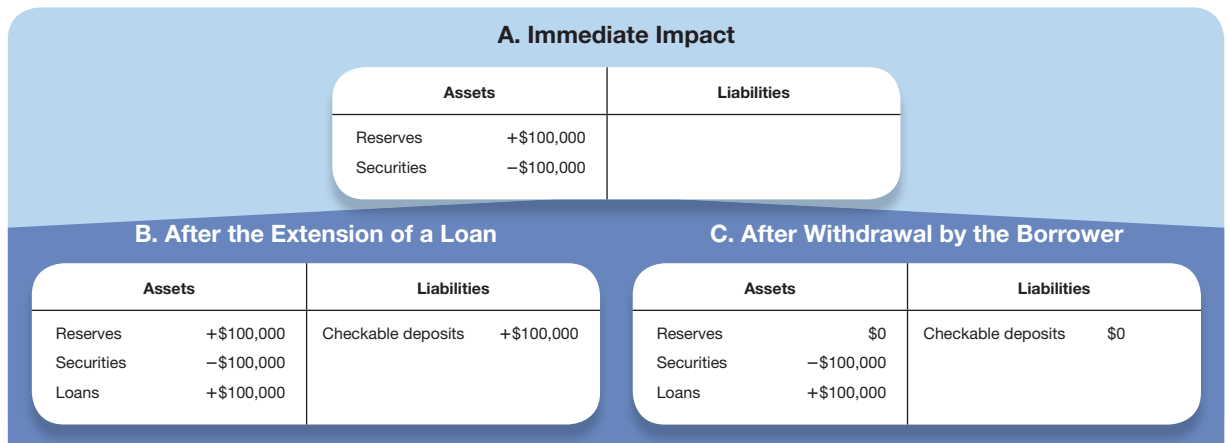 A. Immediate Impact
Assets Liabilities
Reserves +$100,000
Securities −$100,000
B. After the Extension of a Loan
Assets Liabilities
Reserves +$100,000 Checkable deposits +$100,000
Securities −$100,000
Loans +$100,000
C. After Withdrawal by the Borrower
Assets Liabilities
Reserves $0 Checkable deposits $0
Securities −$100,000
Loans +$100,000